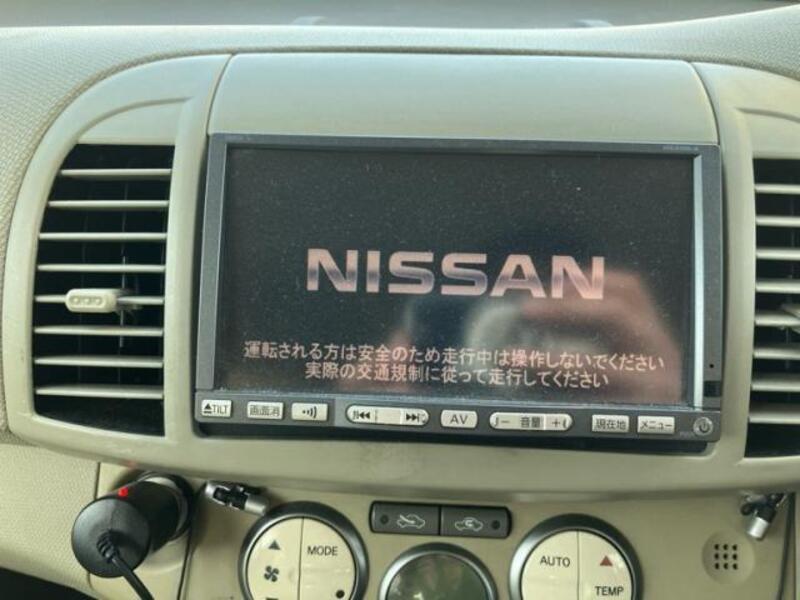 NISSAN
運転される方は安全のため走行中は操作しないでください
実際の交通規制に従って走行してください
TILT
画面消
AV
音量
現在地
メニュー
MODE
AUTO
TEMP